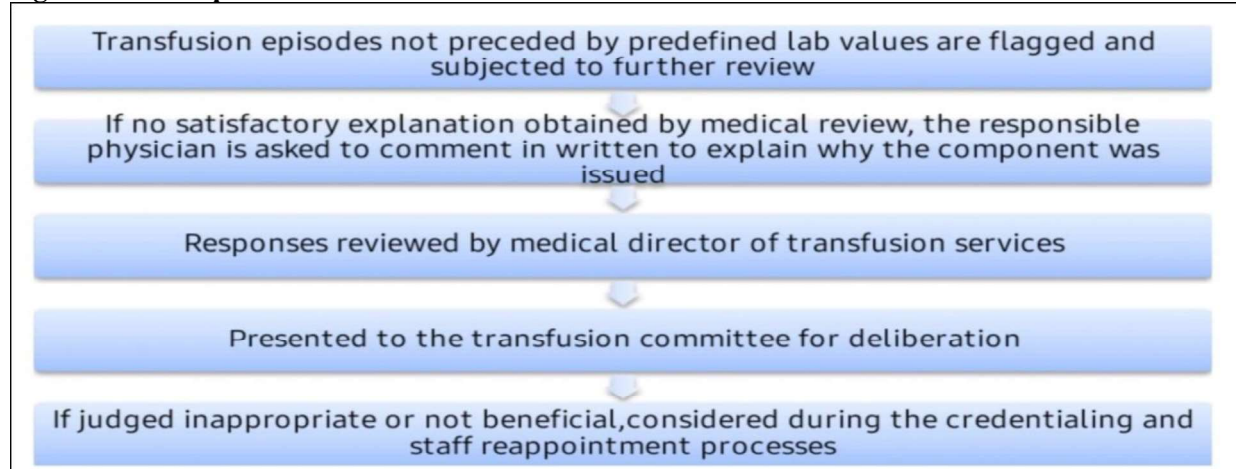 Transfusion episodes not preceded by predefined lab values are flagged and
subjected to further review
If no satisfactory explanation obtained by medical review, the responsible
physician is asked to comment in written to explain why the component was
issued
Responses reviewed by medical director of transfusion services
Presented to the transfusion committee for deliberation
If judged inappropriate or not beneficial,considered during the credentialing and
staff reappointment processes